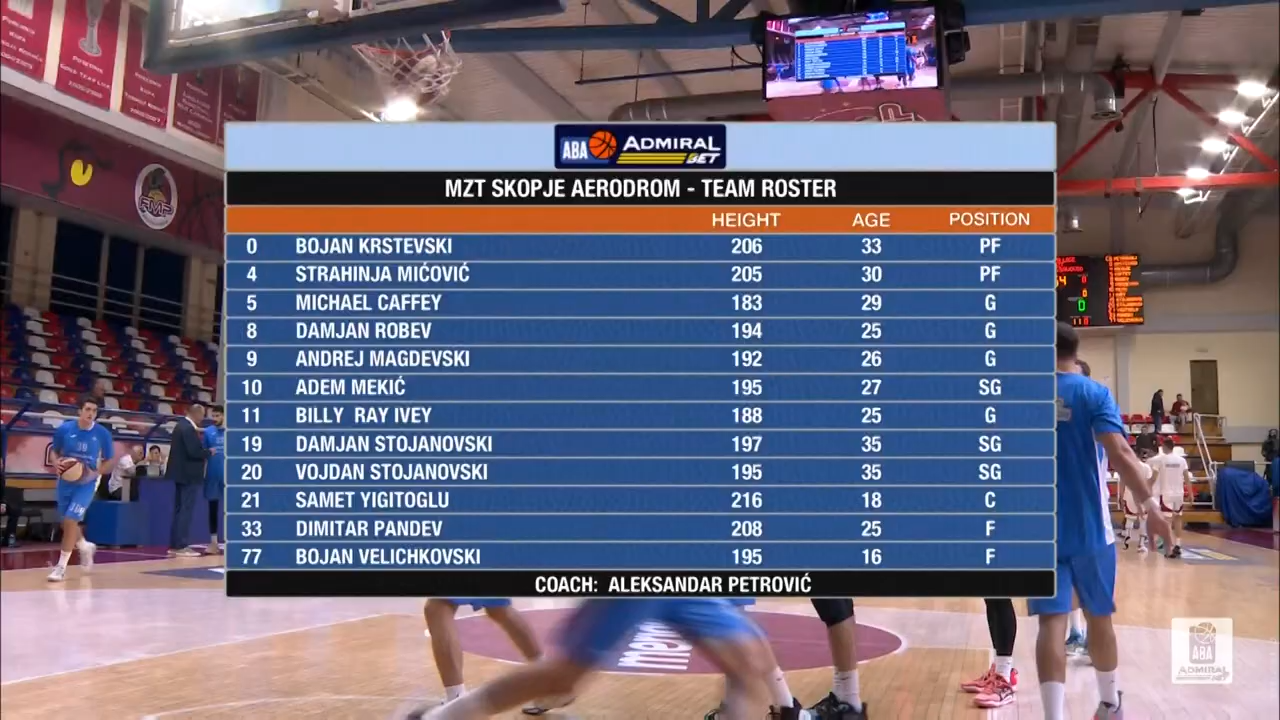 ABA ADMIRAL BET
MZT SKOPJE AERODROM - TEAM ROSTER
HEIGHT AGE POSITION
0 BOJAN KRSTEVSKI 206 33 PF
4 STRAHINJA MIĆOVIĆ 205 30 PF
5 MICHAEL CAFFEY 183 29 G
8 DAMJAN ROBEV 194 25 G
9 ANDREJ MAGDEVSKI 192 26 G
10 ADEM MEKIĆ 195 27 SG
11 BILLY RAY IVEY 188 25 G
19 DAMJAN STOJANOVSKI 197 35 SG
20 VOJDAN STOJANOVSKI 195 35 SG
21 SAMET YIGITOGLU 216 18 C
33 DIMITAR PANDEV 208 25 F
77 BOJAN VELICHKOVSKI 195 16 F
COACH: ALEKSANDAR PETROVIĆ
FMP
ABA
ADMIRAL BET